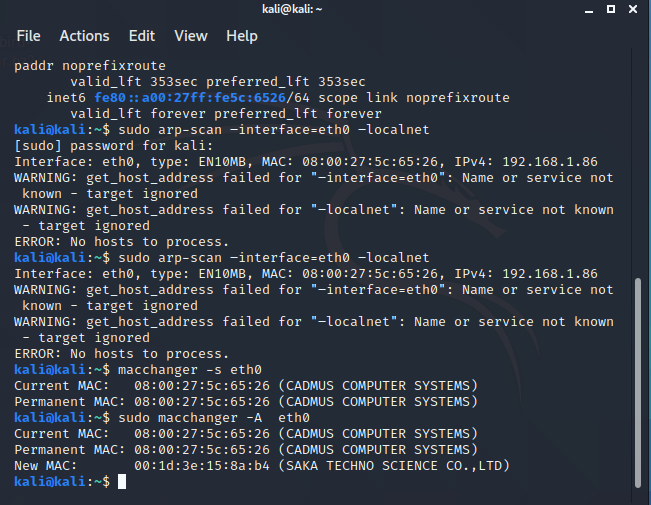 kali@kali: ~
File Actions Edit View Help
paddr noprefixroute
valid_lft 353sec preferred_lft 353sec
inet6 fe80::a00:27ff:fe5c:6526/64 scope link noprefixroute
valid_lft forever preferred_lft forever
kali@kali:~$ sudo arp-scan –interface=eth0 –localnet
[sudo] password for kali:
Interface: eth0, type: EN10MB, MAC: 08:00:27:5c:65:26, IPv4: 192.168.1.86
WARNING: get_host_address failed for "–interface=eth0": Name or service not
known - target ignored
WARNING: get_host_address failed for "–localnet": Name or service not known
- target ignored
ERROR: No hosts to process.
kali@kali:~$ sudo arp-scan –interface=eth0 –localnet
Interface: eth0, type: EN10MB, MAC: 08:00:27:5c:65:26, IPv4: 192.168.1.86
WARNING: get_host_address failed for "–interface=eth0": Name or service not
known - target ignored
WARNING: get_host_address failed for "–localnet": Name or service not known
- target ignored
ERROR: No hosts to process.
kali@kali:~$ macchanger -s eth0
Current MAC:   08:00:27:5c:65:26 (CADMUS COMPUTER SYSTEMS)
Permanent MAC: 08:00:27:5c:65:26 (CADMUS COMPUTER SYSTEMS)
kali@kali:~$ sudo macchanger -A  eth0
Current MAC:   08:00:27:5c:65:26 (CADMUS COMPUTER SYSTEMS)
Permanent MAC: 08:00:27:5c:65:26 (CADMUS COMPUTER SYSTEMS)
New MAC:       00:1d:3e:15:8a:b4 (SAKA TECHNO SCIENCE CO.,LTD)
kali@kali:~$